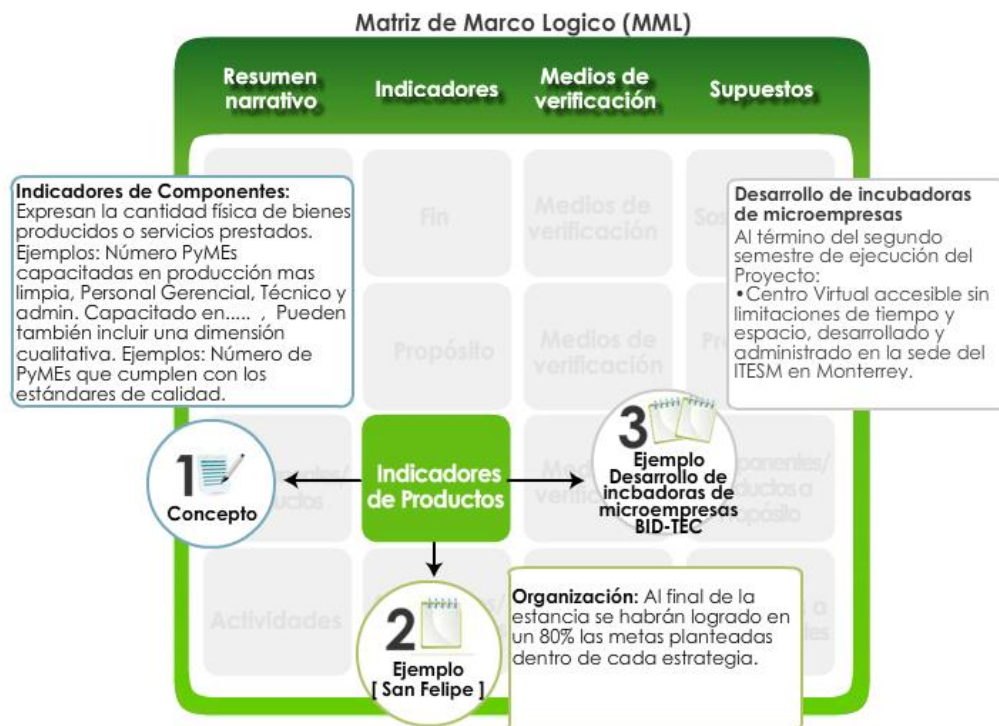 Matriz de Marco Logico (MML)
Resumen
narrativo
Indicadores
Medios de
verificación
Supuestos
Indicadores de Componentes:
Expresan la cantidad física de bienes
producidos o servicios prestados.
Ejemplos: Número PyMEs
capacitadas en producción mas
limpia, Personal Gerencial, Técnico y
admin. Capacitado en..... , Pueden
también incluir una dimensión
cualitativa. Ejemplos: Número de
PyMEs que cumplen con los
estándares de calidad.
Fin
Medios de
verificación
Desarrollo de incubadoras
de microempresas
Al término del segundo
semestre de ejecución del
Proyecto:
•Centro Virtual accesible sin
limitaciones de tiempo y
espacio, desarrollado y
administrado en la sede del
ITESM en Monterrey.
Propósito
Medios de
verificación
1
Concepto
Indicadores
de Productos
3
Ejemplo
Desarrollo de
incbadoras de
microempresas
BID-TEC
Propósito
Actividades
2
Ejemplo
[ San Felipe ]
Organización: Al final de la
estancia se habrán logrado en
un 80% las metas planteadas
dentro de cada estrategia.